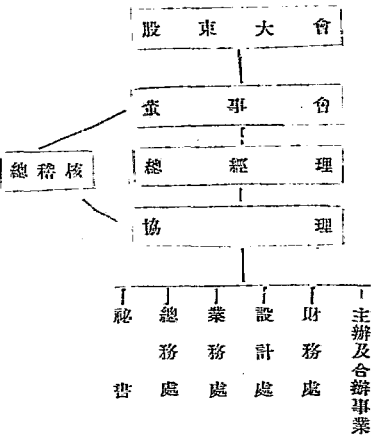 股東大會
董事會
總稽核
總經理
協理
秘書
總務處
業務處
設計處
財務處
主辦及合辦事業